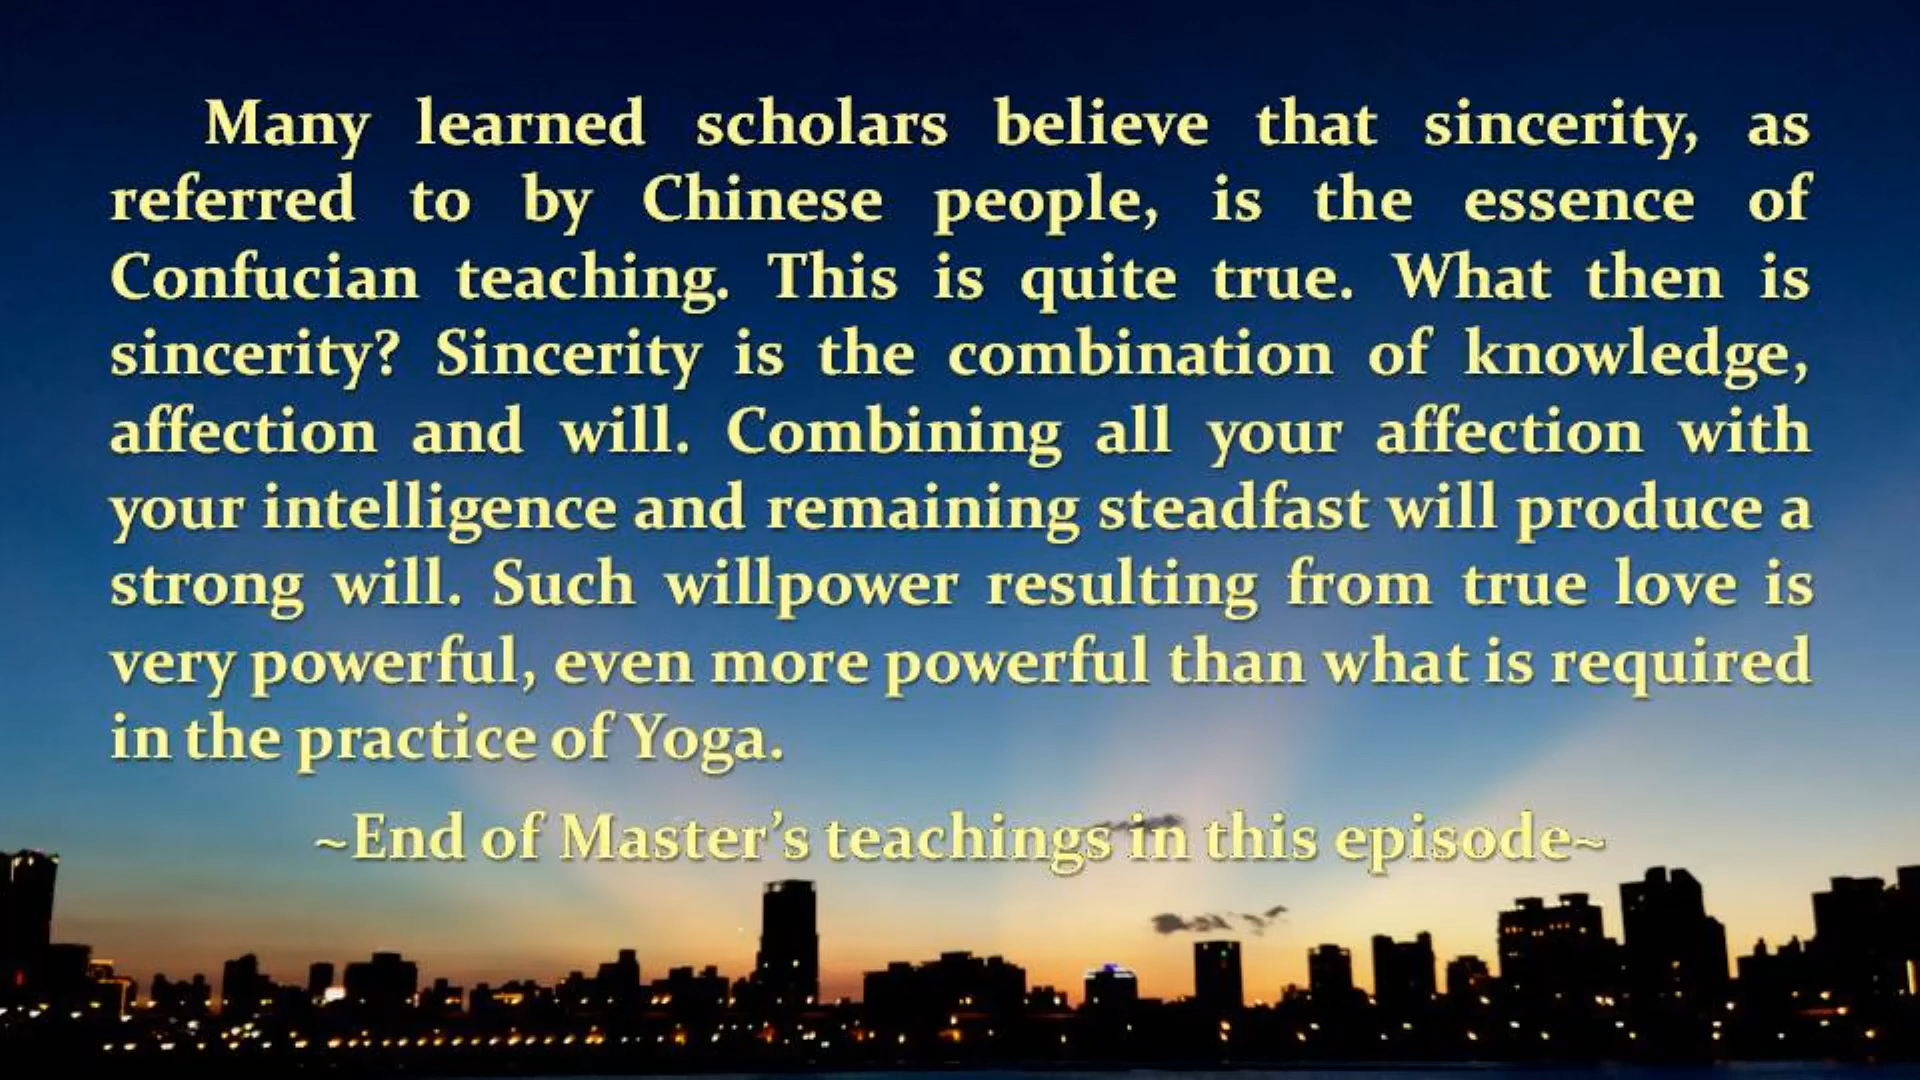 Many learned scholars believe that sincerity, as
referred to by Chinese people, is the essence of
Confucian teaching. This is quite true. What then is
sincerity? Sincerity is the combination of knowledge,
affection and will. Combining all your affection with
your intelligence and remaining steadfast will produce a
strong will. Such willpower resulting from true love is
very powerful, even more powerful than what is required
in the practice of Yoga.
~End of Master’s teachings in this episode~